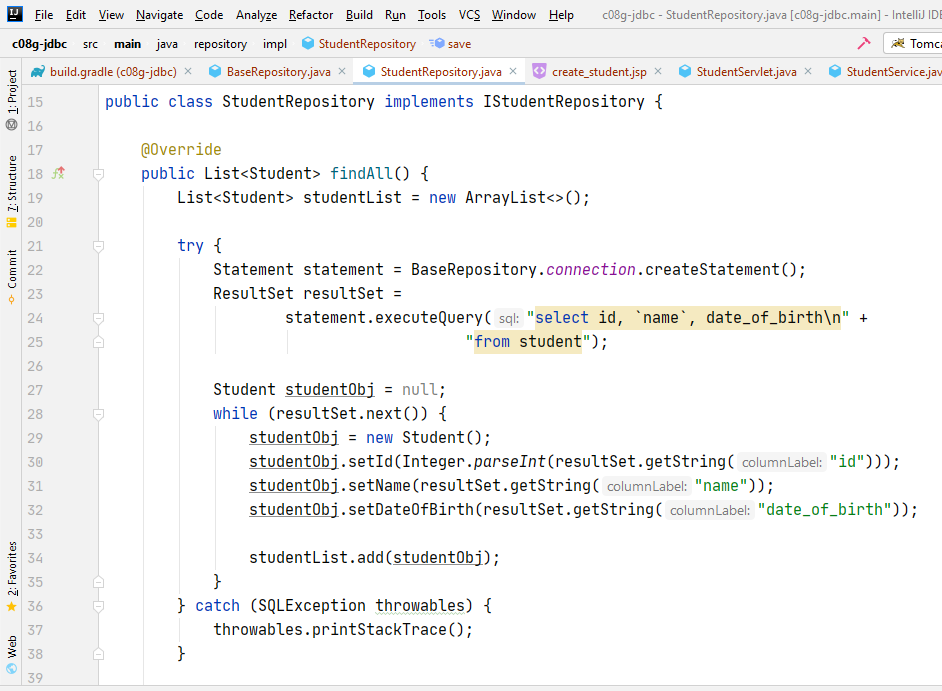 File Edit View Navigate Code Analyze Refactor Build Run Tools VCS Window Help c08g-jdbc - StudentRepository.java [c08g-jdbc.main] - IntelliJ IDE
c08g-jdbc src main java repository impl StudentRepository save Tomca
build.gradle (c08g-jdbc) BaseRepository.java StudentRepository.java create_student.jsp StudentServlet.java StudentService.jav
1: Project
7: Structure
Commit
2: Favorites
Web
15 public class StudentRepository implements IStudentRepository {
16
17 @Override
18 public List<Student> findAll() {
19 List<Student> studentList = new ArrayList<>();
20
21 try {
22 Statement statement = BaseRepository.connection.createStatement();
23 ResultSet resultSet =
24 statement.executeQuery( sql: "select id, `name`, date_of_birth\n" +
25 "from student");
26
27 Student studentObj = null;
28 while (resultSet.next()) {
29 studentObj = new Student();
30 studentObj.setId(Integer.parseInt(resultSet.getString( columnLabel: "id")));
31 studentObj.setName(resultSet.getString( columnLabel: "name"));
32 studentObj.setDateOfBirth(resultSet.getString( columnLabel: "date_of_birth"));
33
34 studentList.add(studentObj);
35 }
36 } catch (SQLException throwables) {
37 throwables.printStackTrace();
38 }
39